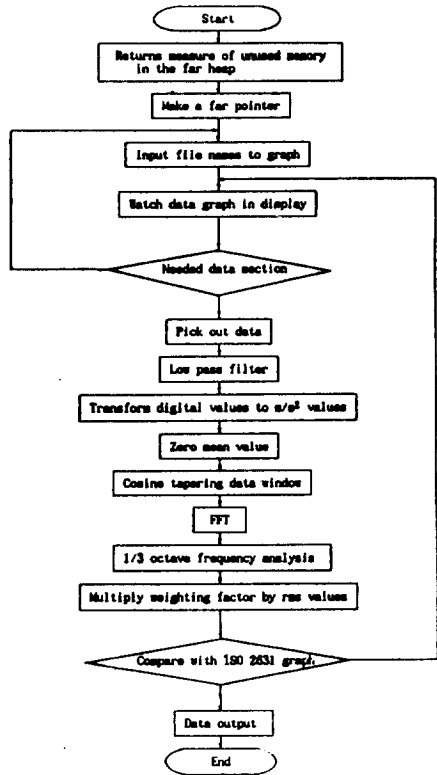 Start
Returns measure of unused memory
in the far heap
Make a far pointer
Input file names to graph
Watch data graph in display
Needed data section
Pick out data
Low pass filter
Transform digital values to m/s² values
Zero mean value
Cosine tapering data window
FFT
1/3 octave frequency analysis
Multiply weighting factor by rms values
Compare with ISO 2631 graph
Data output
End